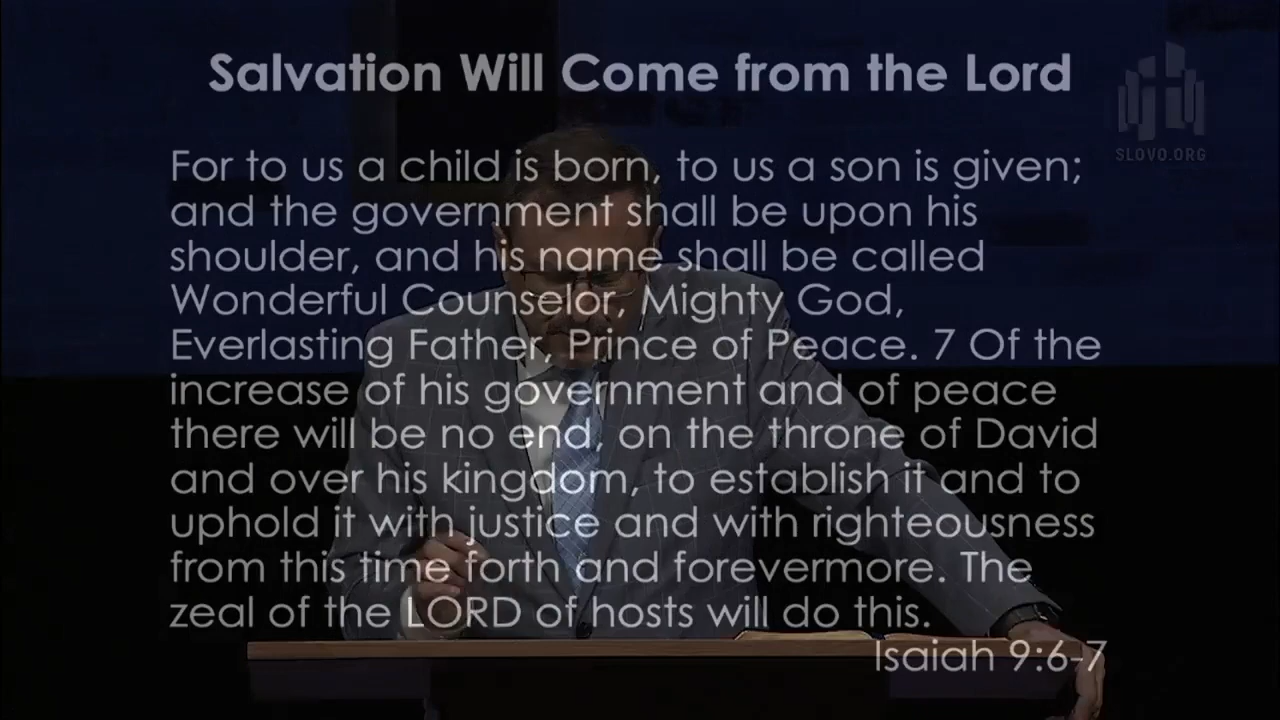 Salvation Will Come from the Lord
SLOVO.ORG
For to us a child is born, to us a son is given;
and the government shall be upon his
shoulder, and his name shall be called
Wonderful Counselor, Mighty God,
Everlasting Father, Prince of Peace. 7 Of the
increase of his government and of peace
there will be no end, on the throne of David
and over his kingdom, to establish it and to
uphold it with justice and with righteousness
from this time forth and forevermore. The
zeal of the LORD of hosts will do this.
Isaiah 9:6-7